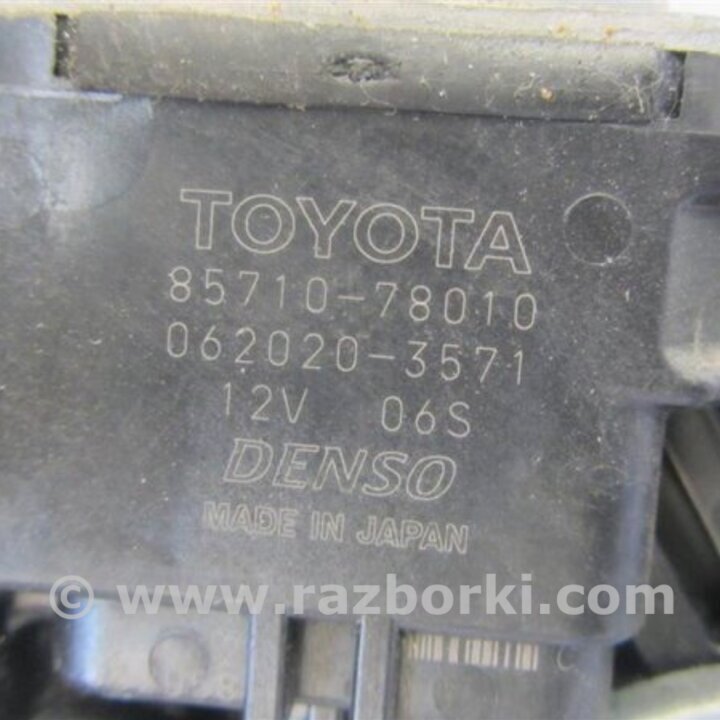 TOYOTA
85710-78010
062020-3571
12V 06S
DENSO
MADE IN JAPAN
© www.razborki.com